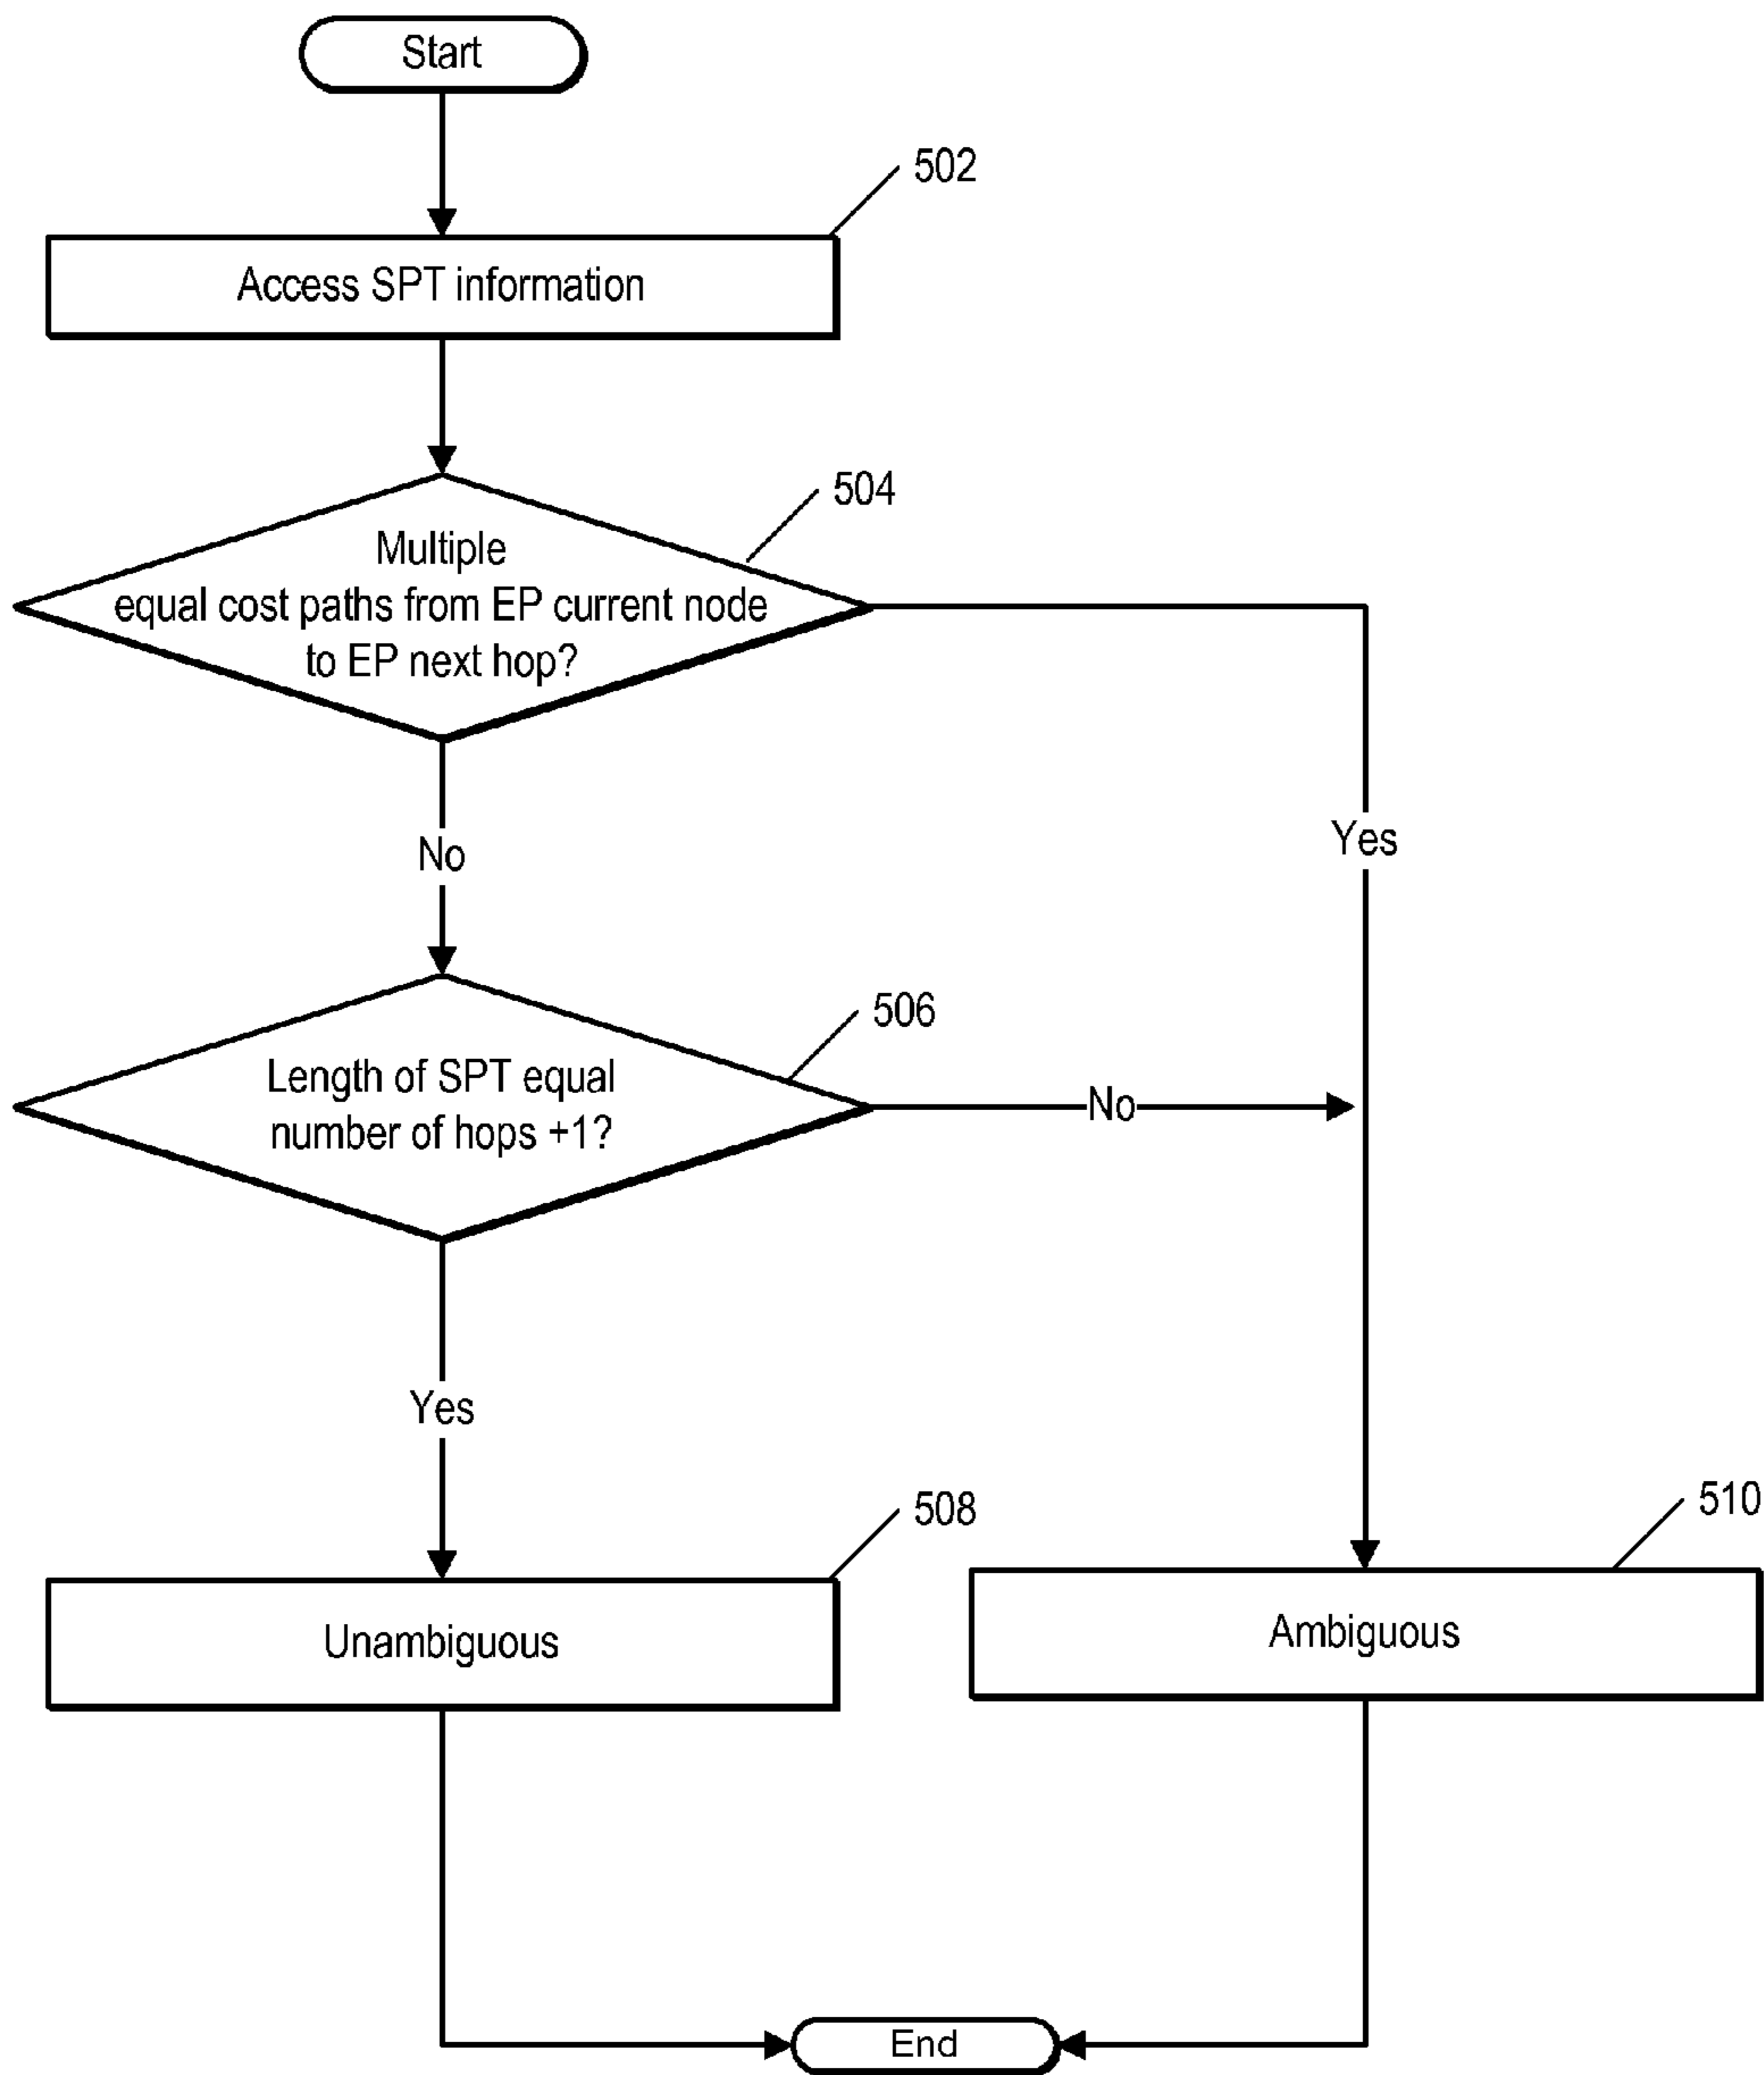 Start
502
Access SPT information
504
Multiple
equal cost paths from EP current node
to EP next hop?
No
Yes
506
Length of SPT equal
number of hops +1?
No
Yes
508
Unambiguous
510
Ambiguous
End